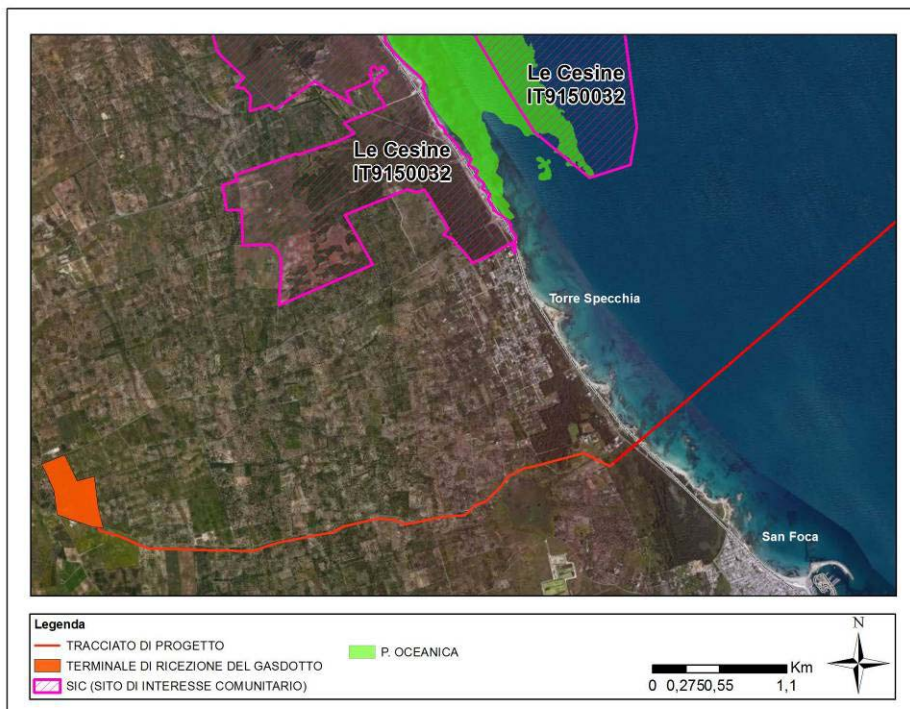 Le Cesine
IT9150032
Le Cesine
IT9150032
Torre Specchia
San Foca
Legenda
TRACCIATO DI PROGETTO
TERMINALE DI RICEZIONE DEL GASDOTTO
SIC (SITO DI INTERESSE COMUNITARIO)
P. OCEANICA
N
Km
0 0,2750,55 1,1